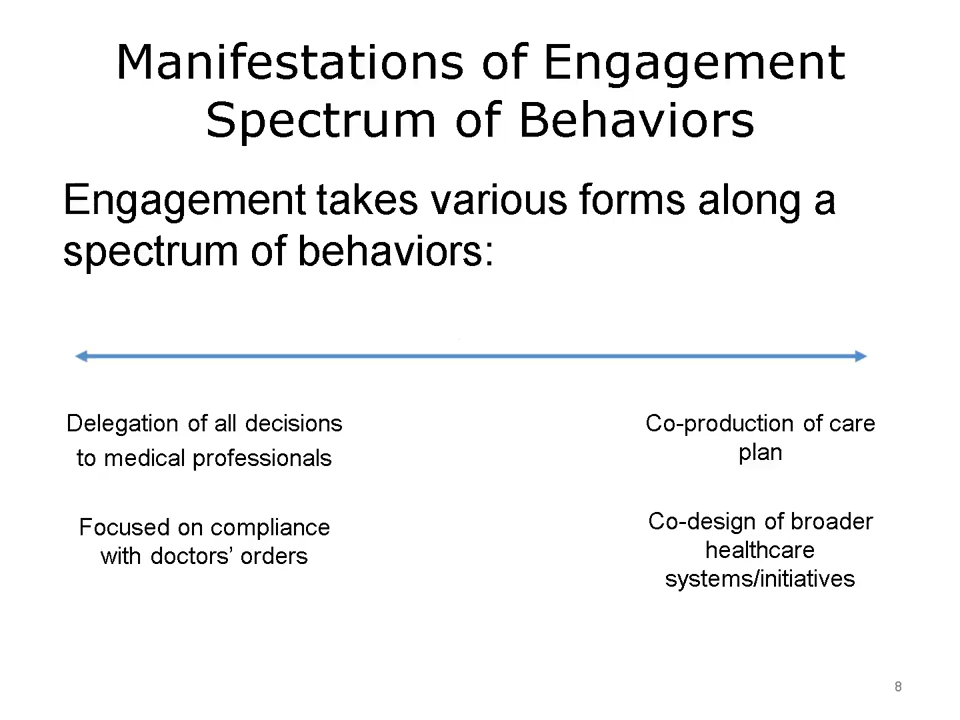 Manifestations of Engagement
Spectrum of Behaviors
Engagement takes various forms along a
spectrum of behaviors:
Delegation of all decisions
to medical professionals
Focused on compliance
with doctors’ orders
Co-production of care
plan
Co-design of broader
healthcare
systems/initiatives
8